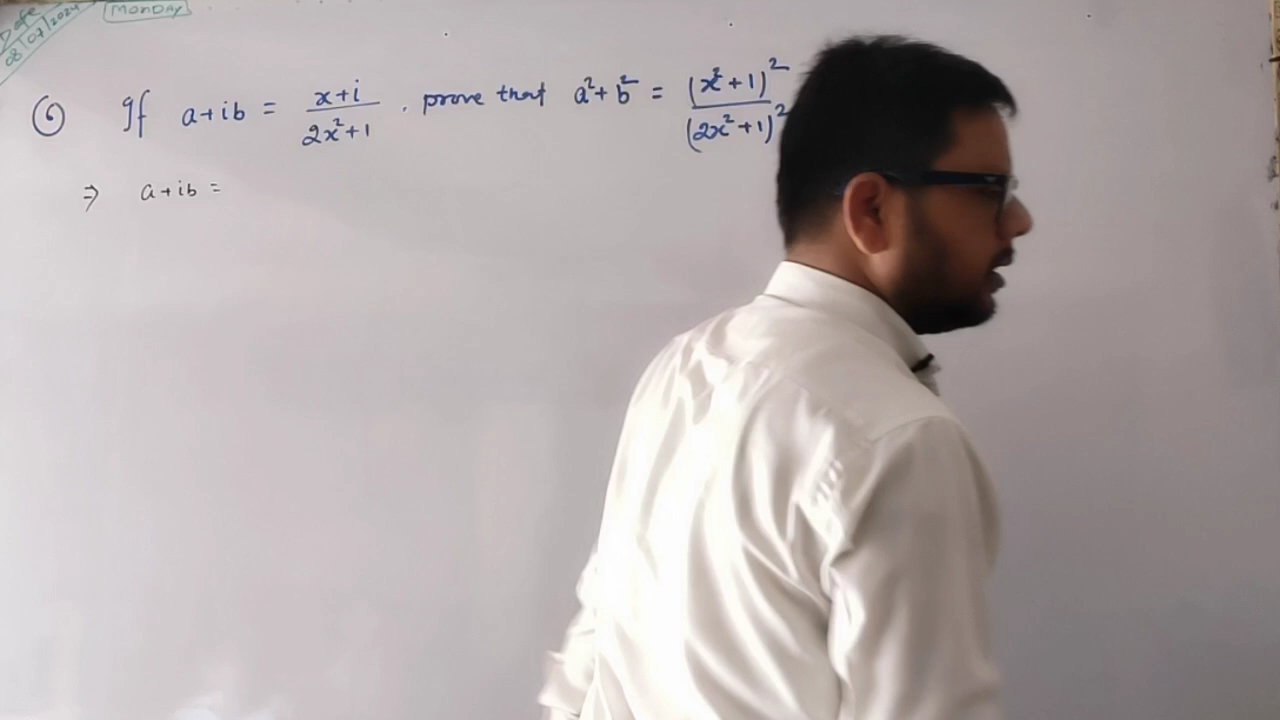 Date
08/07/2024
MONDAY
⑥ If a+ib = (x+i)/(2x²+1), prove that a²+b² = (x²+1)²/(2x²+1)²
⇒ a+ib =